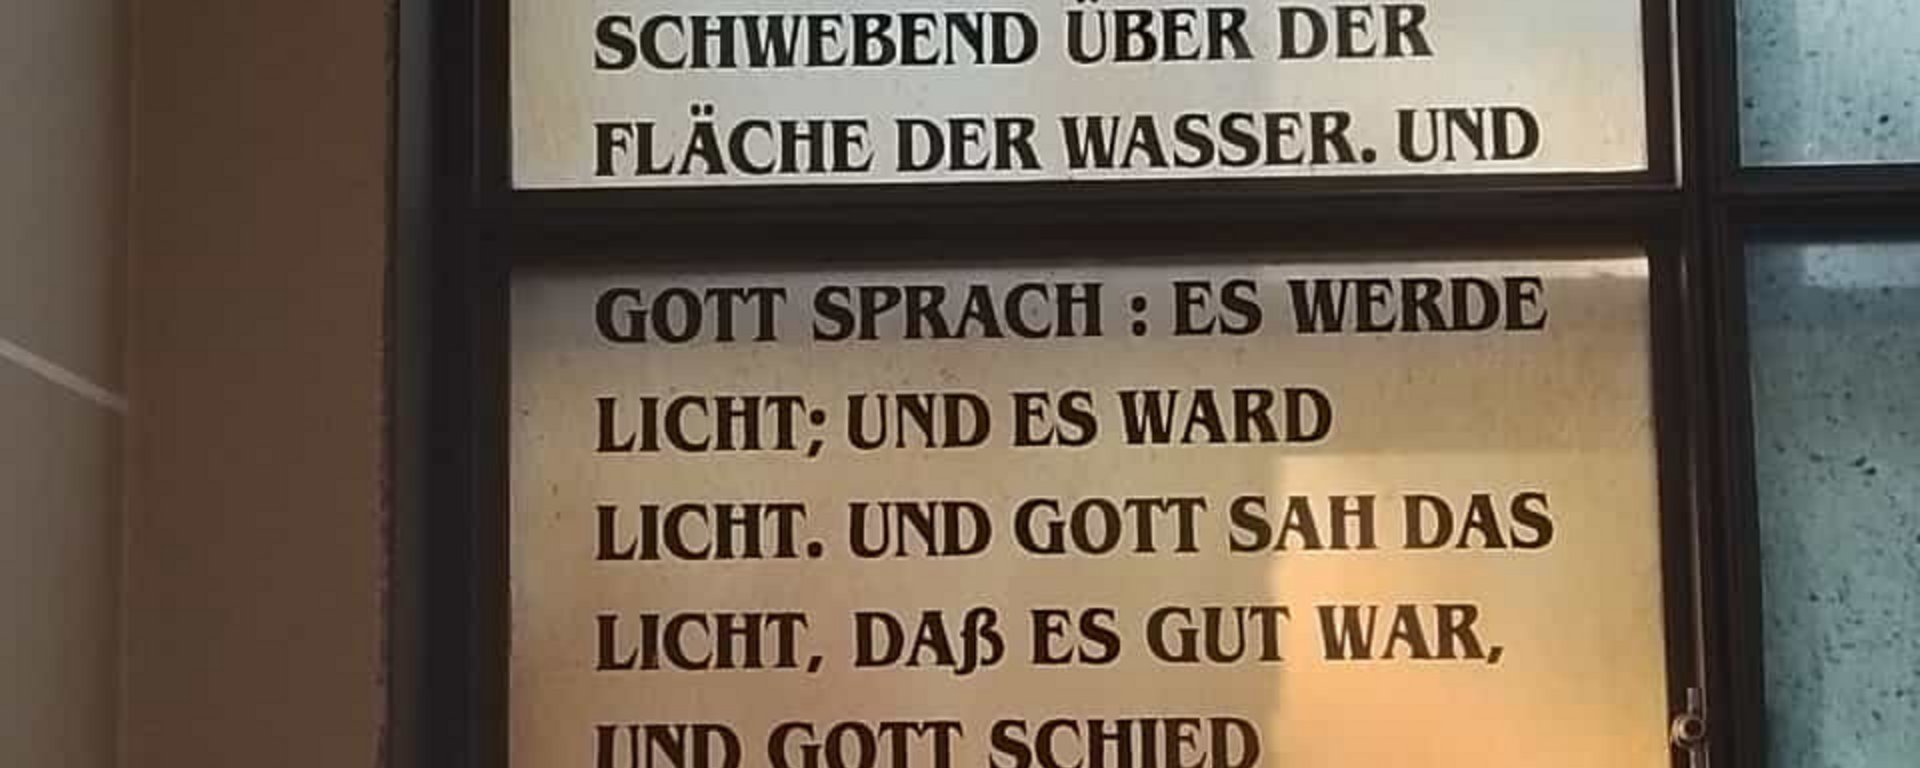 SCHWEBEND ÜBER DER
FLÄCHE DER WASSER. UND
GOTT SPRACH : ES WERDE
LICHT; UND ES WARD
LICHT. UND GOTT SAH DAS
LICHT, DAß ES GUT WAR,
UND GOTT SCHIED